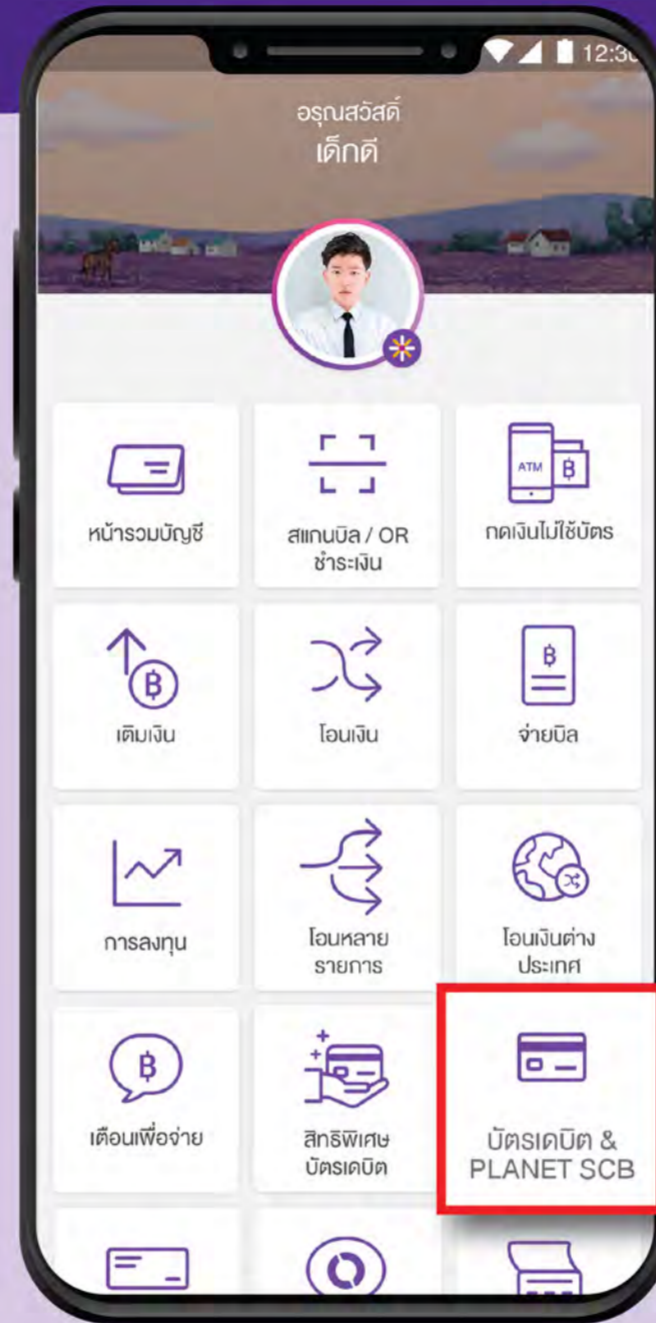 12:30
อรุณสวัสดิ์
เด็กดี
หน้ารวมบัญชี
สแกนบิล / OR
ชำระเงิน
ATM
฿
กดเงินไม่ใช้บัตร
฿
เติมเงิน
โอนเงิน
฿
จ่ายบิล
การลงทุน
โอนหลาย
รายการ
โอนเงินต่าง
ประเทศ
฿
เตือนเพื่อจ่าย
สิทธิพิเศษ
บัตรเดบิต
บัตรเดบิต &
PLANET SCB